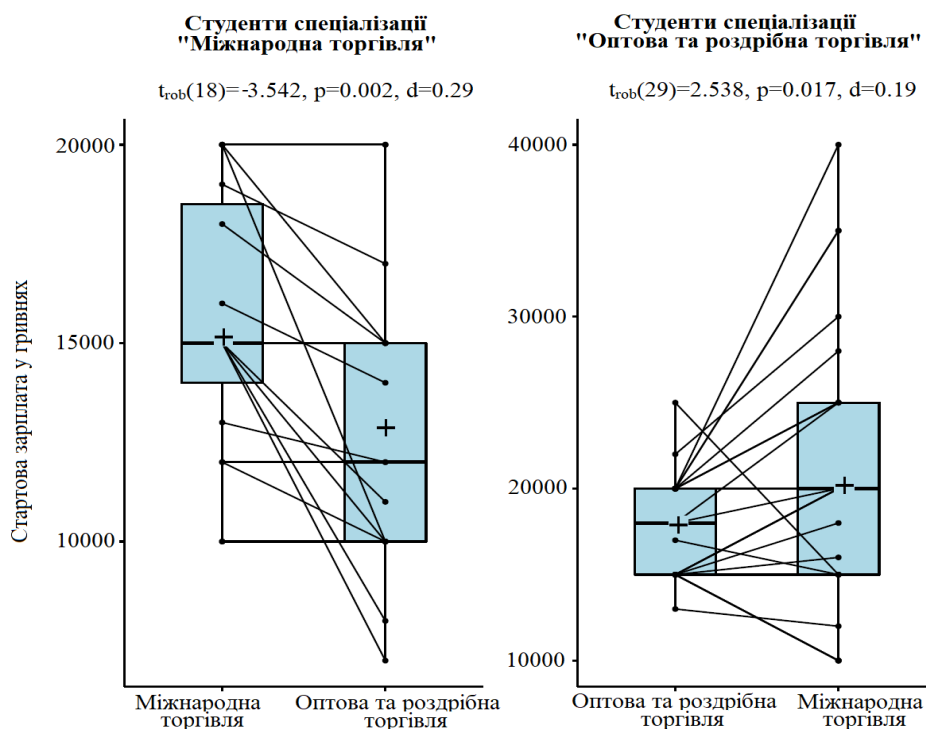 Студенти спеціалізації
"Міжнародна торгівля"
t_rob(18)=-3.542, p=0.002, d=0.29
Стартова зарплата у гривнях
20000
15000
10000
Міжнародна
торгівля
Оптова та роздрібна
торгівля
Студенти спеціалізації
"Оптова та роздрібна торгівля"
t_rob(29)=2.538, p=0.017, d=0.19
40000
30000
20000
10000
Оптова та роздрібна
торгівля
Міжнародна
торгівля